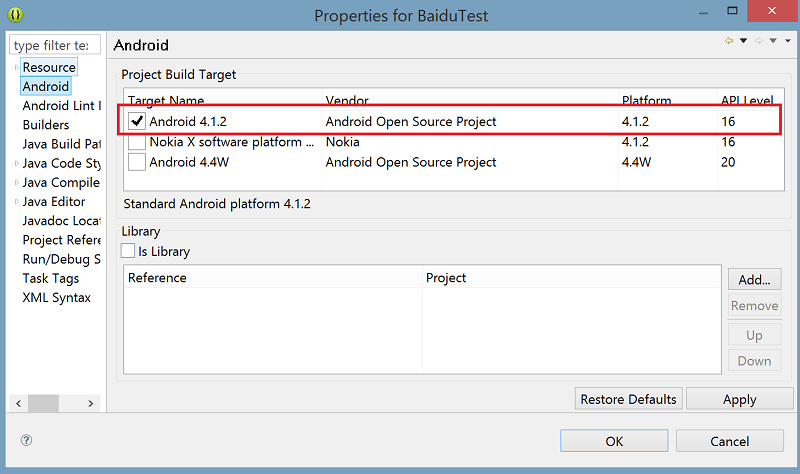 Properties for BaiduTest
type filter te:
Resource
Android
Android Lint I
Builders
Java Build Pat
Java Code Sty
Java Compile
Java Editor
Javadoc Locat
Project Refere
Run/Debug S
Task Tags
XML Syntax
Android
Project Build Target
Target Name Vendor Platform API Level
Android 4.1.2 Android Open Source Project 4.1.2 16
Nokia X software platform ... Nokia 4.1.2 16
Android 4.4W Android Open Source Project 4.4W 20
Standard Android platform 4.1.2
Library
Is Library
Reference Project
Add...
Remove
Up
Down
Restore Defaults Apply
OK Cancel